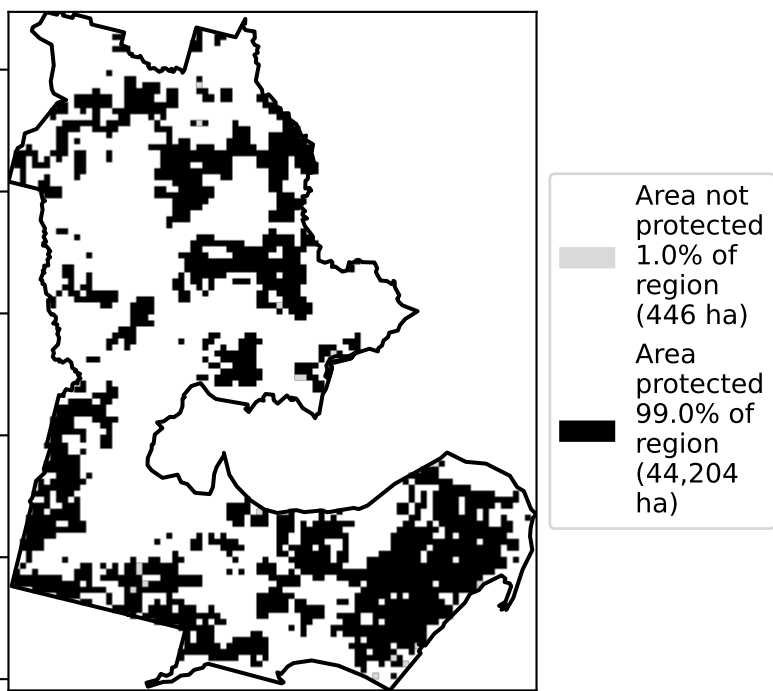 Area not
protected
1.0% of
region
(446 ha)
Area
protected
99.0% of
region
(44,204
ha)